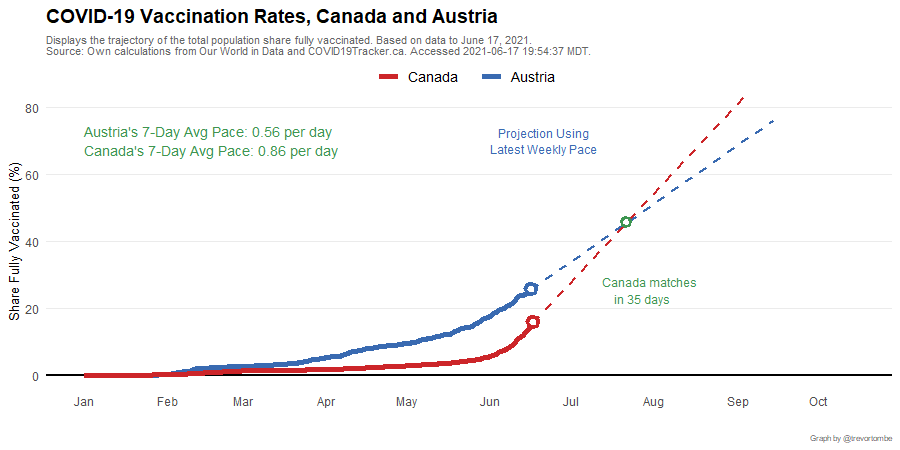 COVID-19 Vaccination Rates, Canada and Austria
Displays the trajectory of the total population share fully vaccinated. Based on data to June 17, 2021.
Source: Own calculations from Our World in Data and COVID19Tracker.ca. Accessed 2021-06-17 19:54:37 MDT.
Canada Austria
80
Austria's 7-Day Avg Pace: 0.56 per day
Canada's 7-Day Avg Pace: 0.86 per day
Projection Using
Latest Weekly Pace
60
Share Fully Vaccinated (%)
40
Canada matches
in 35 days
20
0
Jan Feb Mar Apr May Jun Jul Aug Sep Oct
Graph by @trevortombe